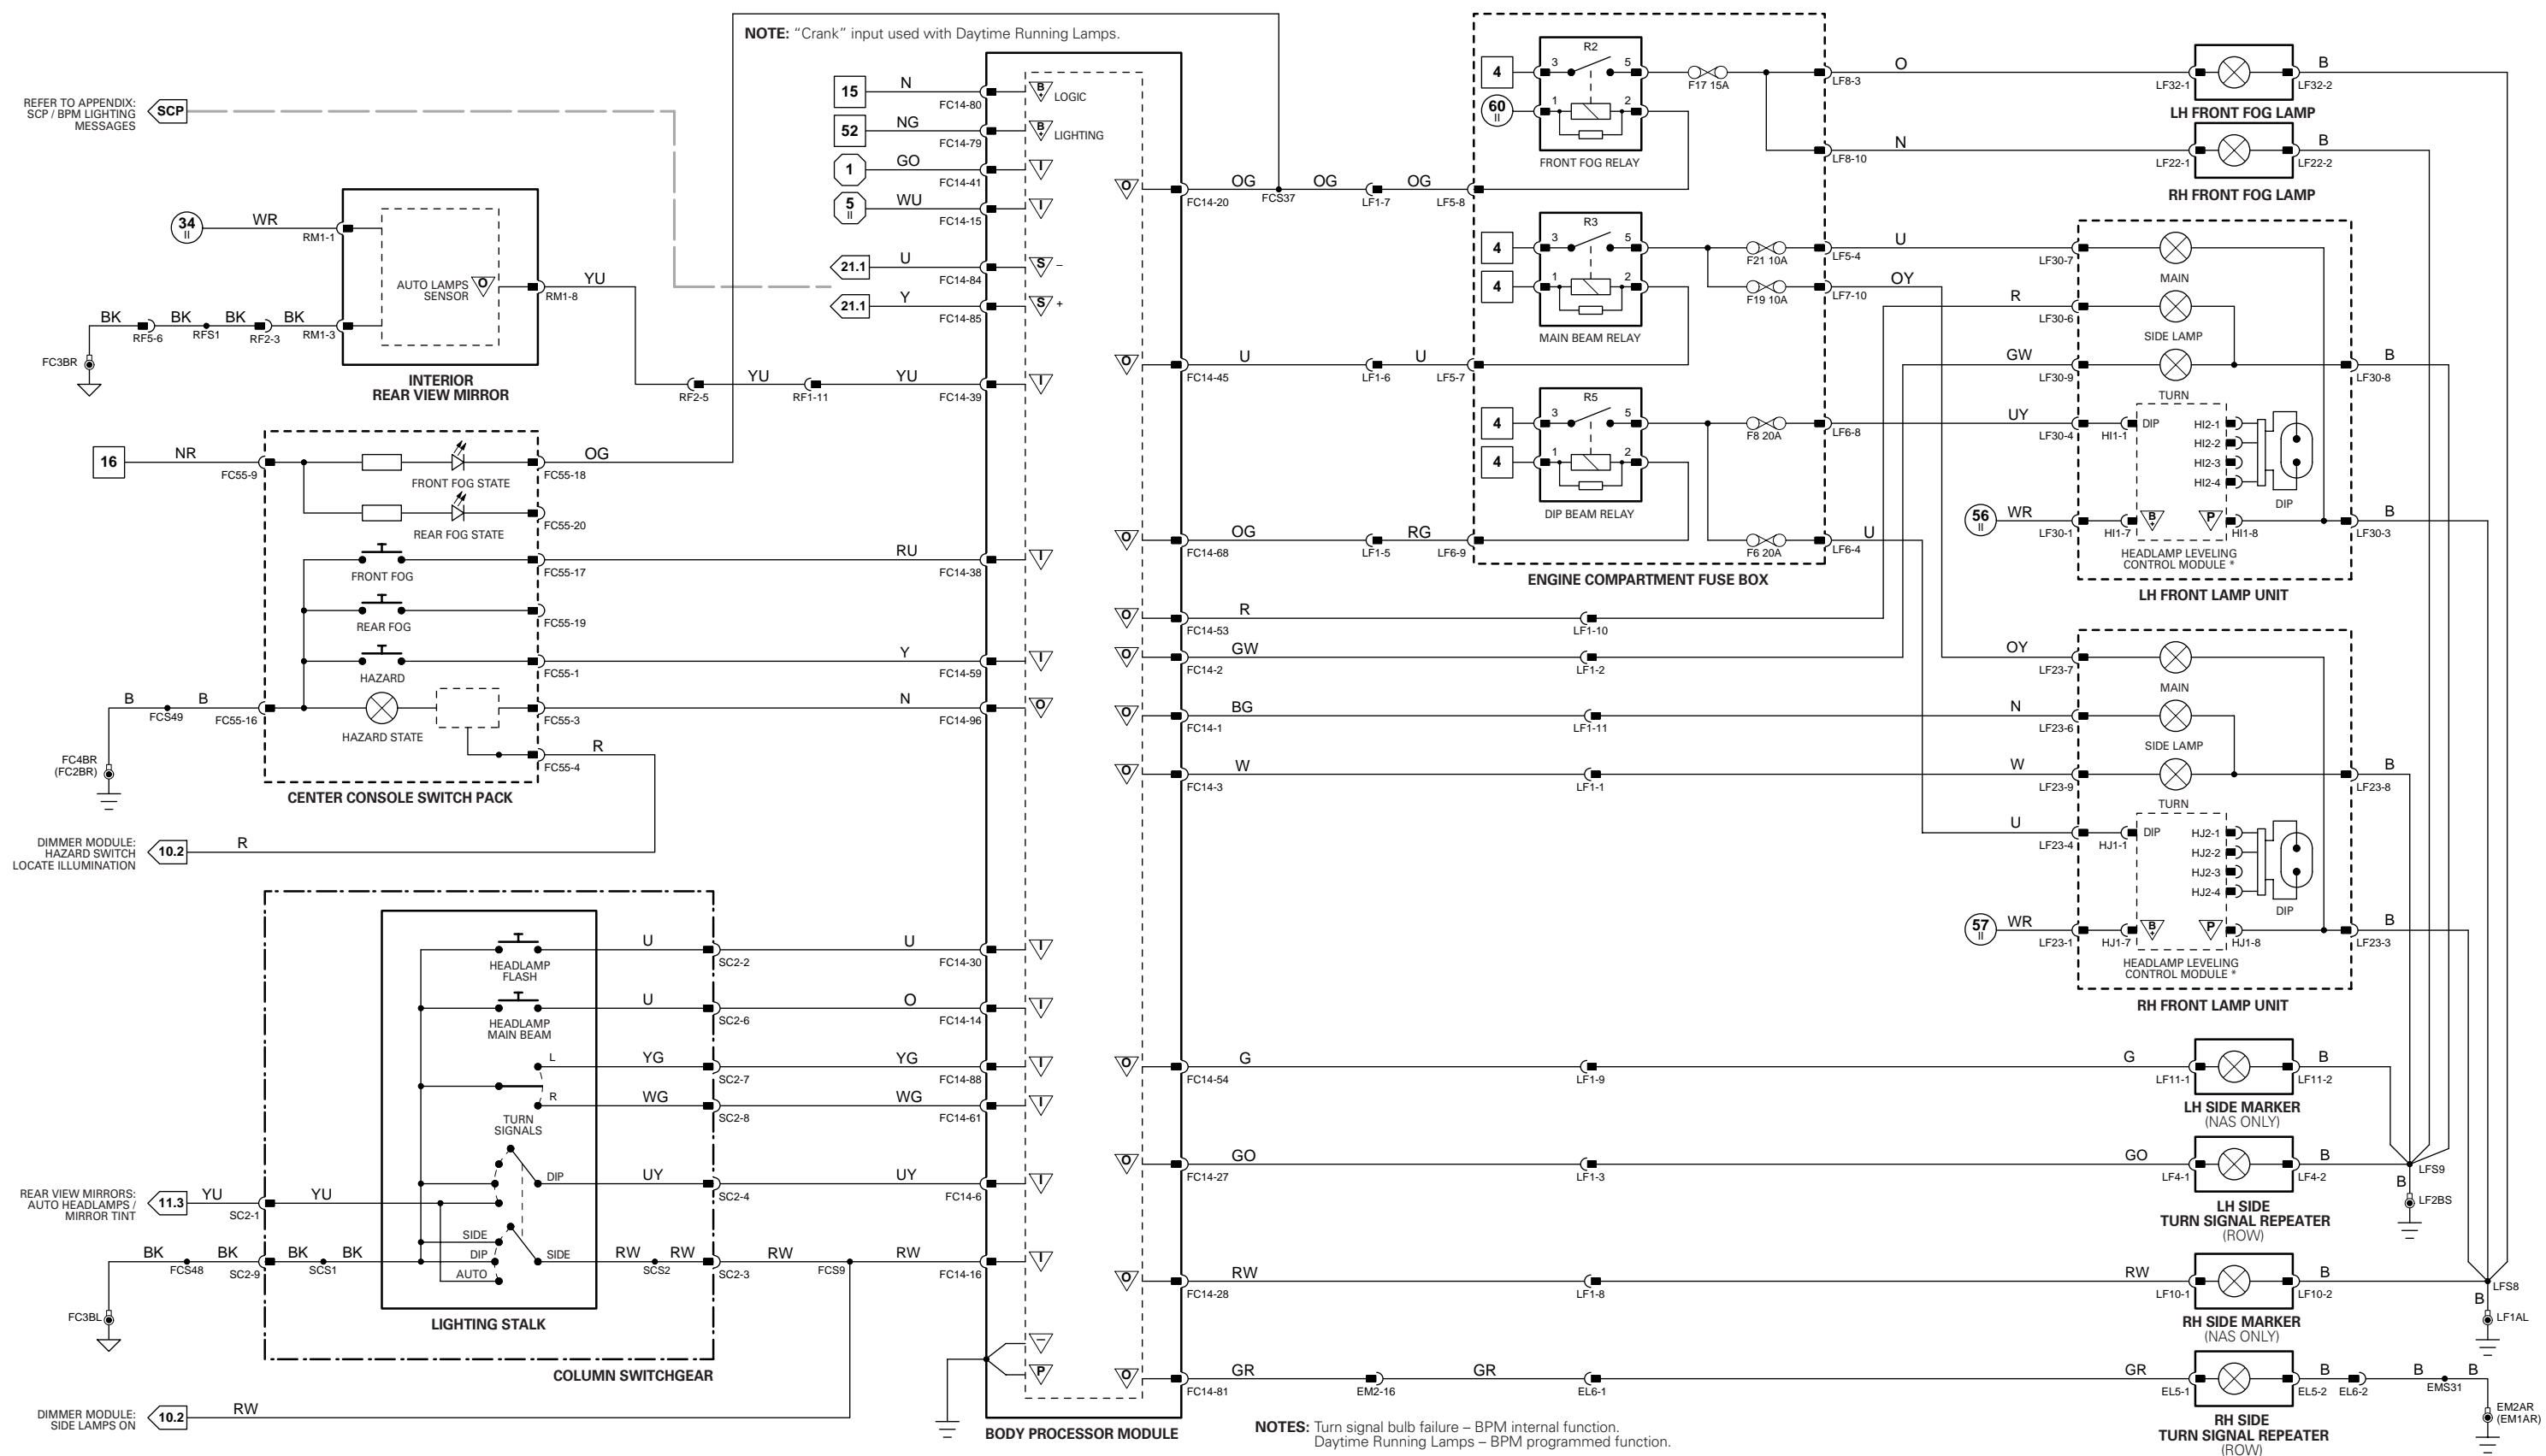 NOTE: “Crank” input used with Daytime Running Lamps.
REFER TO APPENDIX:
SCP / BPM LIGHTING
MESSAGES
SCP
15 N FC14-80 B+ LOGIC
52 NG FC14-79 B+ LIGHTING
1 GO FC14-41 I
5 II WU FC14-15 I
21.1 U FC14-84 S –
21.1 Y FC14-85 S +
34 II WR RM1-1
AUTO LAMPS
SENSOR
O
RM1-8 YU
BK RF5-6 BK RFS1 BK RF2-3 BK RM1-3
FC3BR
INTERIOR
REAR VIEW MIRROR
RF2-5 YU RF1-11 YU FC14-39 I
16 NR FC55-9
FRONT FOG STATE
FC55-18 OG
REAR FOG STATE
FC55-20
FRONT FOG
FC55-17 RU FC14-38 I
REAR FOG
FC55-19
HAZARD
FC55-1 Y FC14-59 I
B FCS49 B FC55-16
HAZARD STATE
FC55-3 N FC14-96 O
FC55-4 R
FC4BR
(FC2BR)
CENTER CONSOLE SWITCH PACK
DIMMER MODULE:
HAZARD SWITCH
LOCATE ILLUMINATION
10.2 R
HEADLAMP
FLASH
U SC2-2 U FC14-30 I
HEADLAMP
MAIN BEAM
U SC2-6 O FC14-14 I
L YG SC2-7 YG FC14-88 I
R WG SC2-8 WG FC14-61 I
TURN
SIGNALS
DIP UY SC2-4 UY FC14-6 I
REAR VIEW MIRRORS:
AUTO HEADLAMPS /
MIRROR TINT
11.3 YU SC2-1 YU
SIDE
DIP
AUTO
BK FCS48 BK SC2-9 BK SCS1 BK
SIDE RW SCS2 RW SC2-3 RW FCS9 RW FC14-16 I
FC3BL
LIGHTING STALK
COLUMN SWITCHGEAR
DIMMER MODULE:
SIDE LAMPS ON
10.2 RW
–
P
BODY PROCESSOR MODULE
O FC14-20 OG FCS37 OG LF1-7 OG LF5-8
O FC14-45 U LF1-6 U LF5-7
O FC14-68 OG LF1-5 RG LF6-9
O FC14-53 R LF1-10
O FC14-2 GW LF1-2
O FC14-1 BG LF1-11 N LF23-6
O FC14-3 W LF1-1 W LF23-9
O FC14-54 G LF1-9 G LF11-1
O FC14-27 GO LF1-3 GO LF4-1
O FC14-28 RW LF1-8 RW LF10-1
O FC14-81 GR EM2-16 GR EL6-1 GR EL5-1
R2
4 3 5 F17 15A LF8-3 O LF32-1
60 II 1 2
FRONT FOG RELAY
LF8-10 N LF22-1
R3
4 3 5 F21 10A LF5-4 U LF30-7
4 1 2 F19 10A LF7-10 OY
MAIN BEAM RELAY
R5
4 3 5 F8 20A LF6-8 UY LF30-4
4 1 2
DIP BEAM RELAY
F6 20A LF6-4 U
ENGINE COMPARTMENT FUSE BOX
B LF32-2
LH FRONT FOG LAMP
B LF22-2
RH FRONT FOG LAMP
MAIN
R LF30-6
SIDE LAMP
GW LF30-9
B LF30-8
TURN
HI1-1 DIP HI2-1
HI2-2
HI2-3
HI2-4
DIP
56 II WR LF30-1 HI1-7 B+ P HI1-8 B LF30-3
HEADLAMP LEVELING
CONTROL MODULE *
LH FRONT LAMP UNIT
OY LF23-7
MAIN
SIDE LAMP
B LF23-8
TURN
U LF23-4 HJ1-1 DIP HJ2-1
HJ2-2
HJ2-3
HJ2-4
DIP
57 II WR LF23-1 HJ1-7 B+ P HJ1-8 B LF23-3
HEADLAMP LEVELING
CONTROL MODULE *
RH FRONT LAMP UNIT
B LF11-2
LH SIDE MARKER
(NAS ONLY)
B LF4-2 LFS9
B LF2BS
LH SIDE
TURN SIGNAL REPEATER
(ROW)
B LF10-2 LFS8
B LF1AL
RH SIDE MARKER
(NAS ONLY)
EL5-2 B EL6-2 B EMS31 B
EM2AR
(EM1AR)
RH SIDE
TURN SIGNAL REPEATER
(ROW)
NOTES: Turn signal bulb failure – BPM internal function.
Daytime Running Lamps – BPM programmed function.